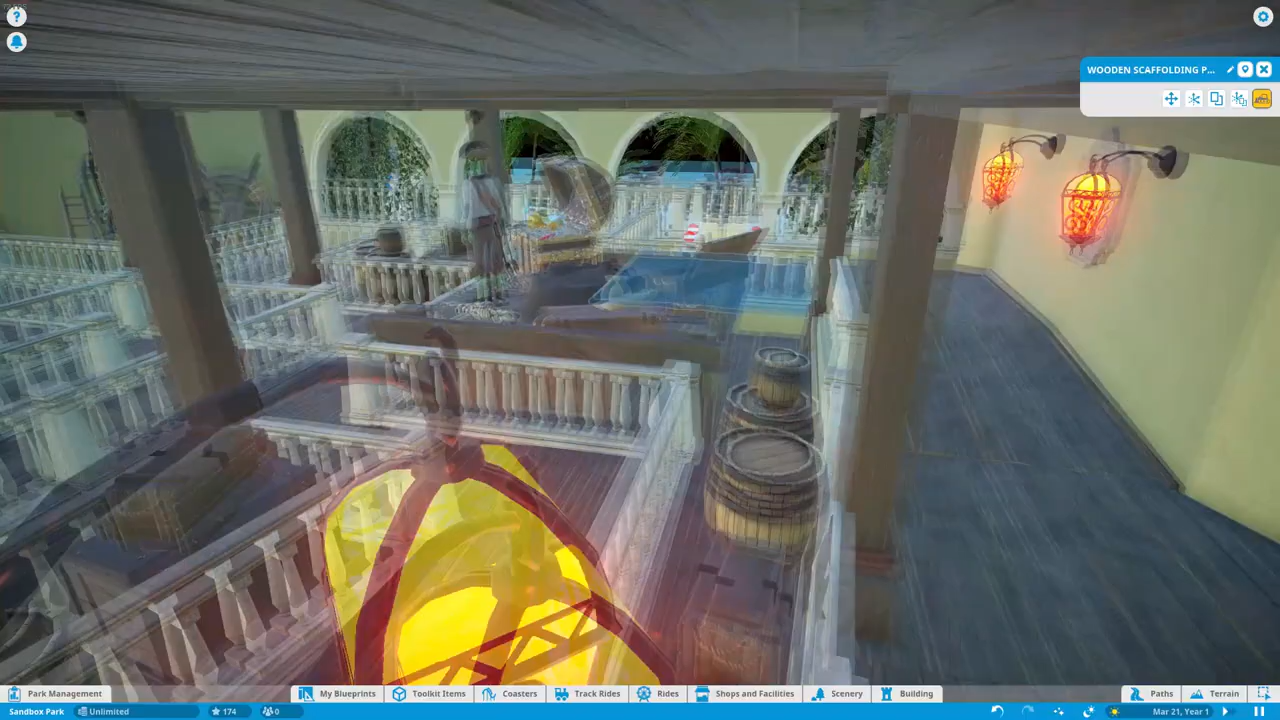 WOODEN SCAFFOLDING P...
Park Management
My Blueprints
Toolkit Items
Coasters
Track Rides
Rides
Shops and Facilities
Scenery
Building
Paths
Terrain
Sandbox Park
Unlimited
174
0
Mar 21, Year 1